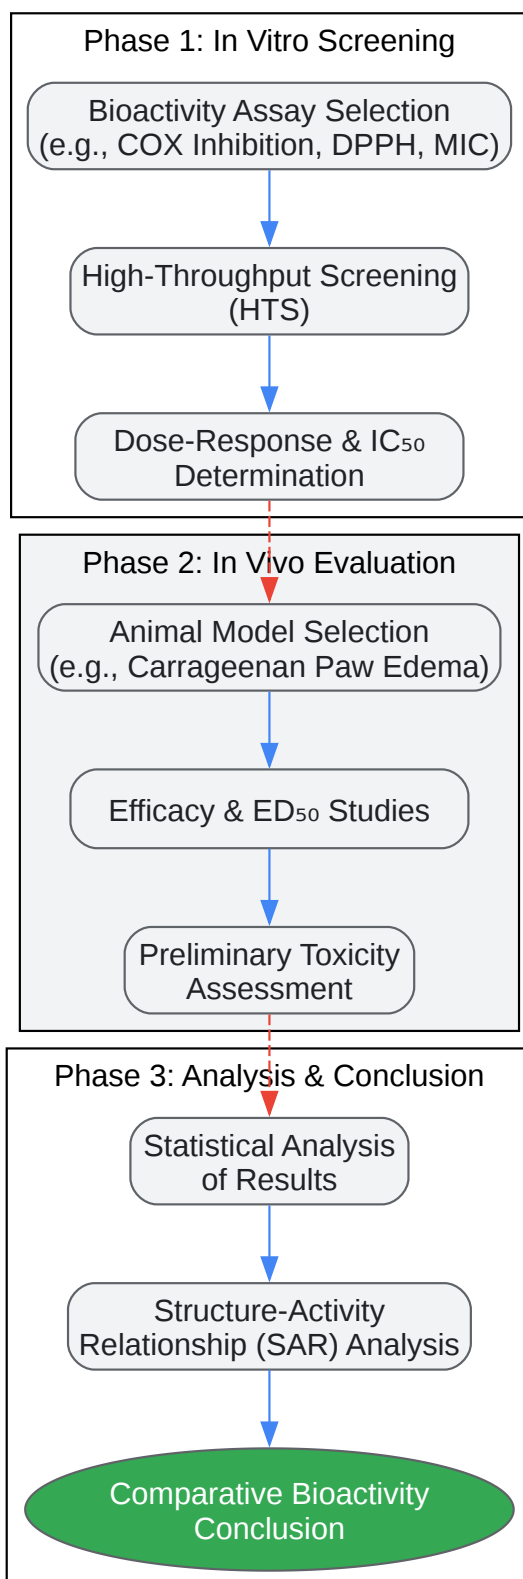 Phase 1: In Vitro Screening
Bioactivity Assay Selection
(e.g., COX Inhibition, DPPH, MIC)
High-Throughput Screening
(HTS)
Dose-Response & IC₅₀
Determination
Phase 2: In Vivo Evaluation
Animal Model Selection
(e.g., Carrageenan Paw Edema)
Efficacy & ED₅₀ Studies
Preliminary Toxicity
Assessment
Phase 3: Analysis & Conclusion
Statistical Analysis
of Results
Structure-Activity
Relationship (SAR) Analysis
Comparative Bioactivity
Conclusion